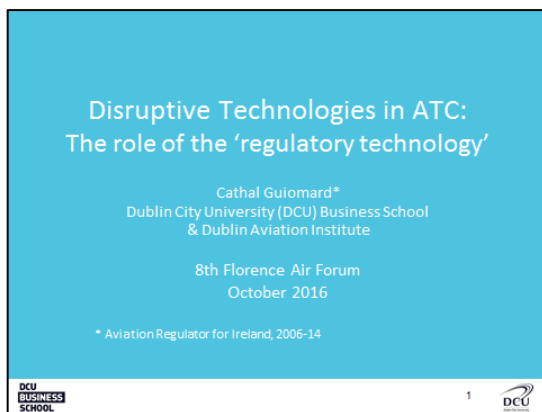 Disruptive Technologies in ATC:
The role of the ‘regulatory technology’
Cathal Guiomard*
Dublin City University (DCU) Business School
& Dublin Aviation Institute
8th Florence Air Forum
October 2016
* Aviation Regulator for Ireland, 2006-14
DCU
BUSINESS
SCHOOL
1
DCU